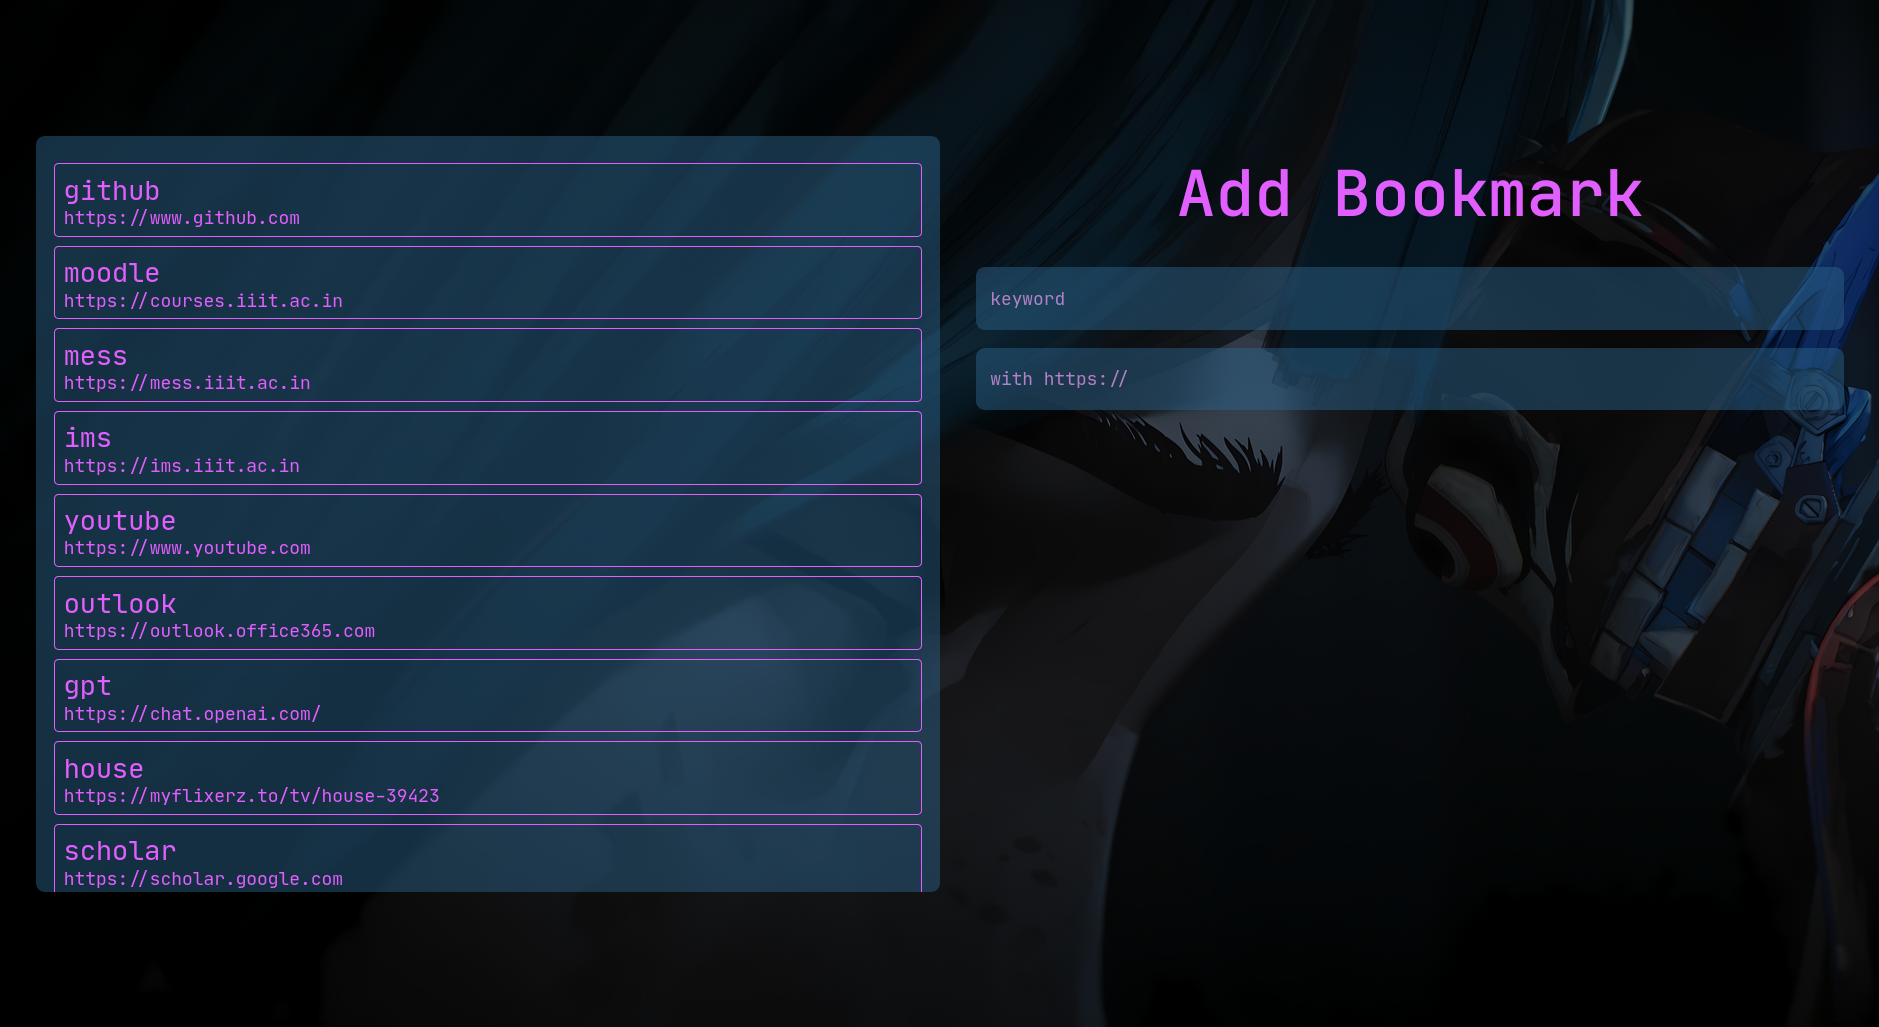 github
https://www.github.com
moodle
https://courses.iiit.ac.in
mess
https://mess.iiit.ac.in
ims
https://ims.iiit.ac.in
youtube
https://www.youtube.com
outlook
https://outlook.office365.com
gpt
https://chat.openai.com/
house
https://myflixerz.to/tv/house-39423
scholar
https://scholar.google.com
Add Bookmark
keyword
with https://